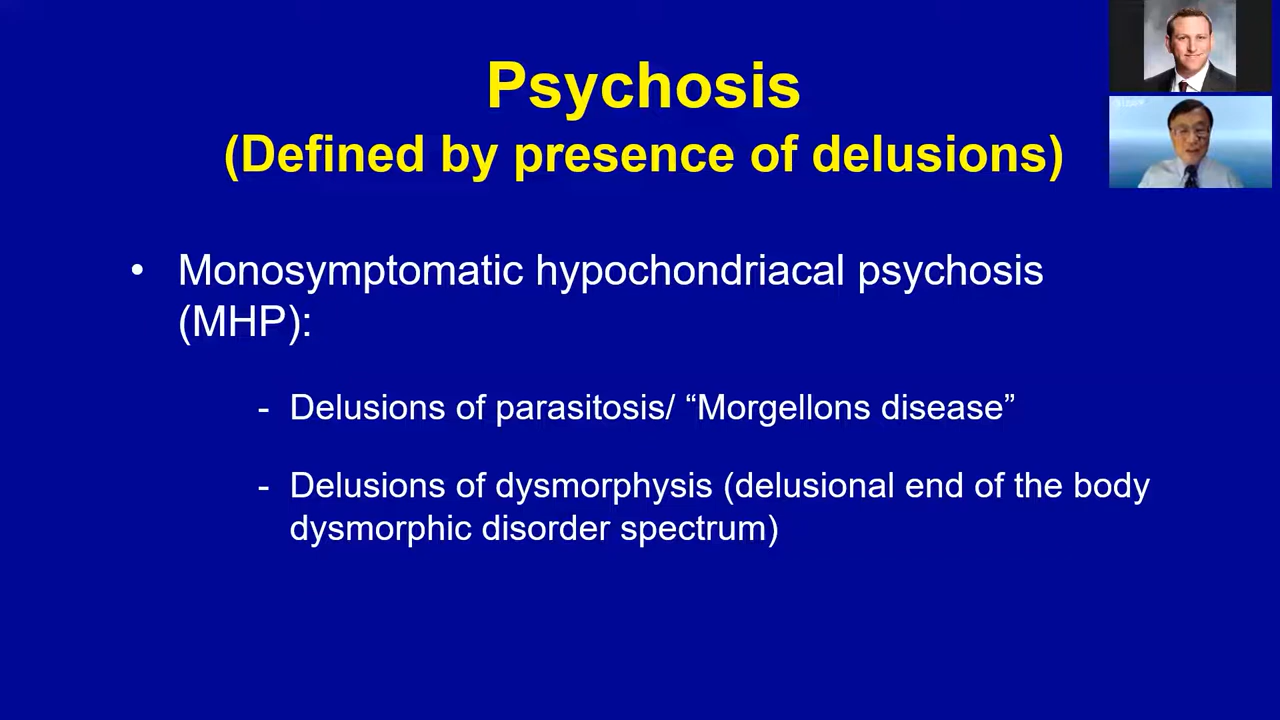 Psychosis
(Defined by presence of delusions)
• Monosymptomatic hypochondriacal psychosis
(MHP):
- Delusions of parasitosis/ “Morgellons disease”
- Delusions of dysmorphysis (delusional end of the body
dysmorphic disorder spectrum)